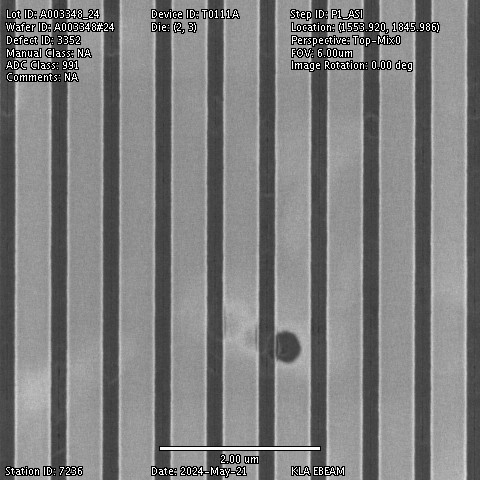 Lot ID: A003348_24
Wafer ID: A003348#24
Defect ID: 3352
Manual Class: NA
ADC Class: 991
Comments: NA
Device ID: T0111A
Die: (2, 3)
Step ID: P1_ASI
Location: (1553.920, 1845.986)
Perspective: Top-Mix0
FOV: 6.00um
Image Rotation: 0.00 deg
2.00 um
Station ID: 7236
Date: 2024-May-21
KLA EBEAM